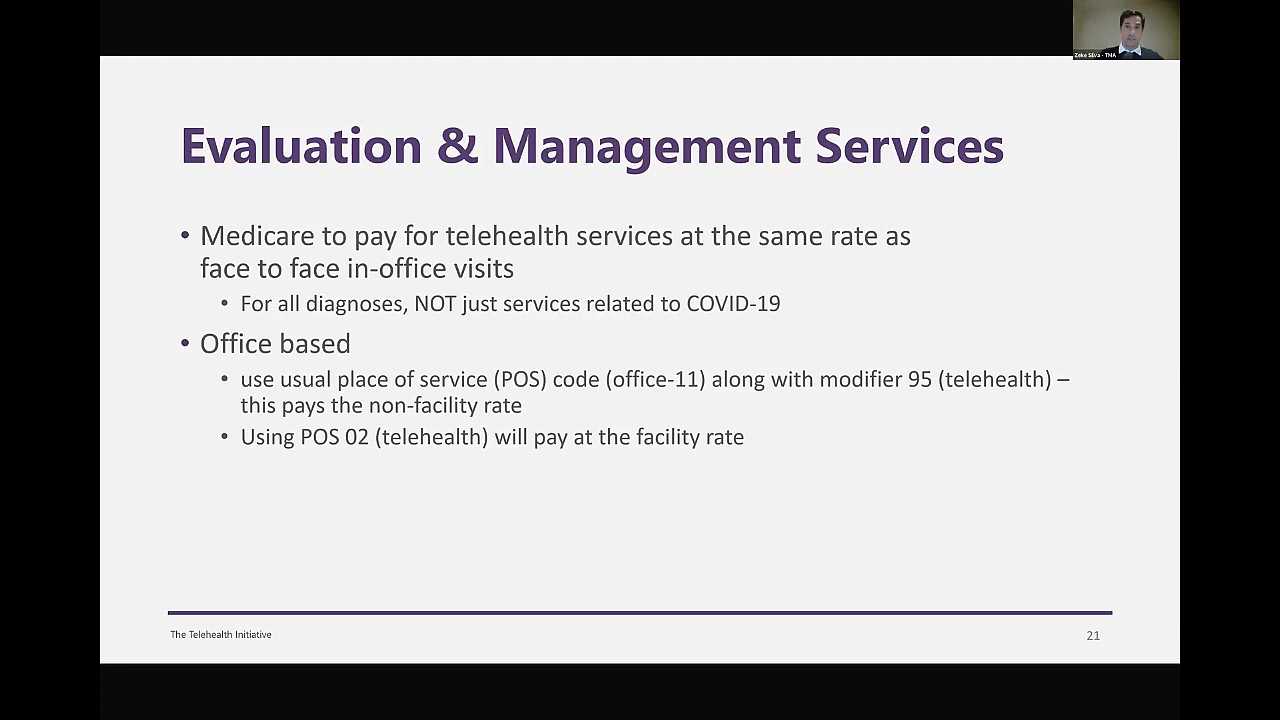 Zeke Silva - TMA
Evaluation & Management Services
• Medicare to pay for telehealth services at the same rate as
face to face in-office visits
• For all diagnoses, NOT just services related to COVID-19
• Office based
• use usual place of service (POS) code (office-11) along with modifier 95 (telehealth) –
this pays the non-facility rate
• Using POS 02 (telehealth) will pay at the facility rate
The Telehealth Initiative
21